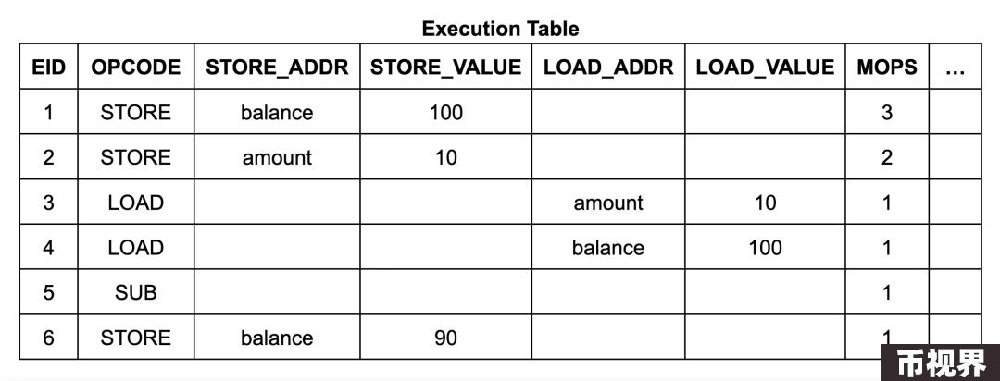 Execution Table
EID OPCODE STORE_ADDR STORE_VALUE LOAD_ADDR LOAD_VALUE MOPS ...
1 STORE balance 100 3
2 STORE amount 10 2
3 LOAD amount 10 1
4 LOAD balance 100 1
5 SUB 1
6 STORE balance 90 1
币视界